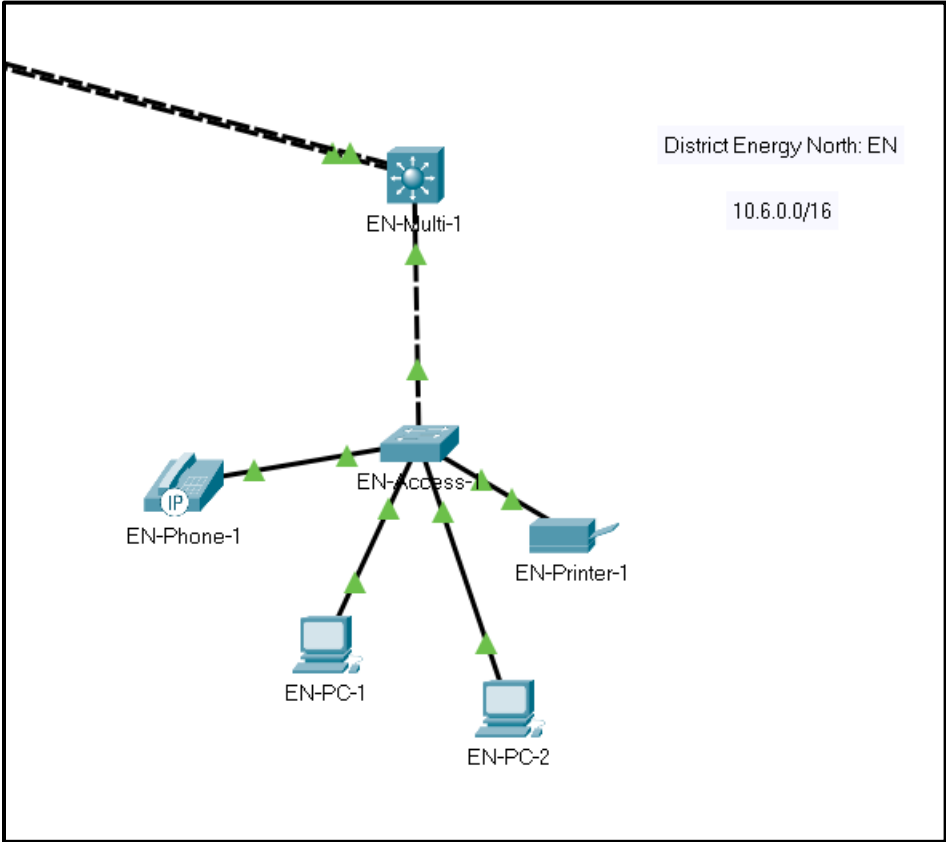 District Energy North: EN
10.6.0.0/16
EN-Multi-1
EN-Access-1
IP
EN-Phone-1
EN-Printer-1
EN-PC-1
EN-PC-2